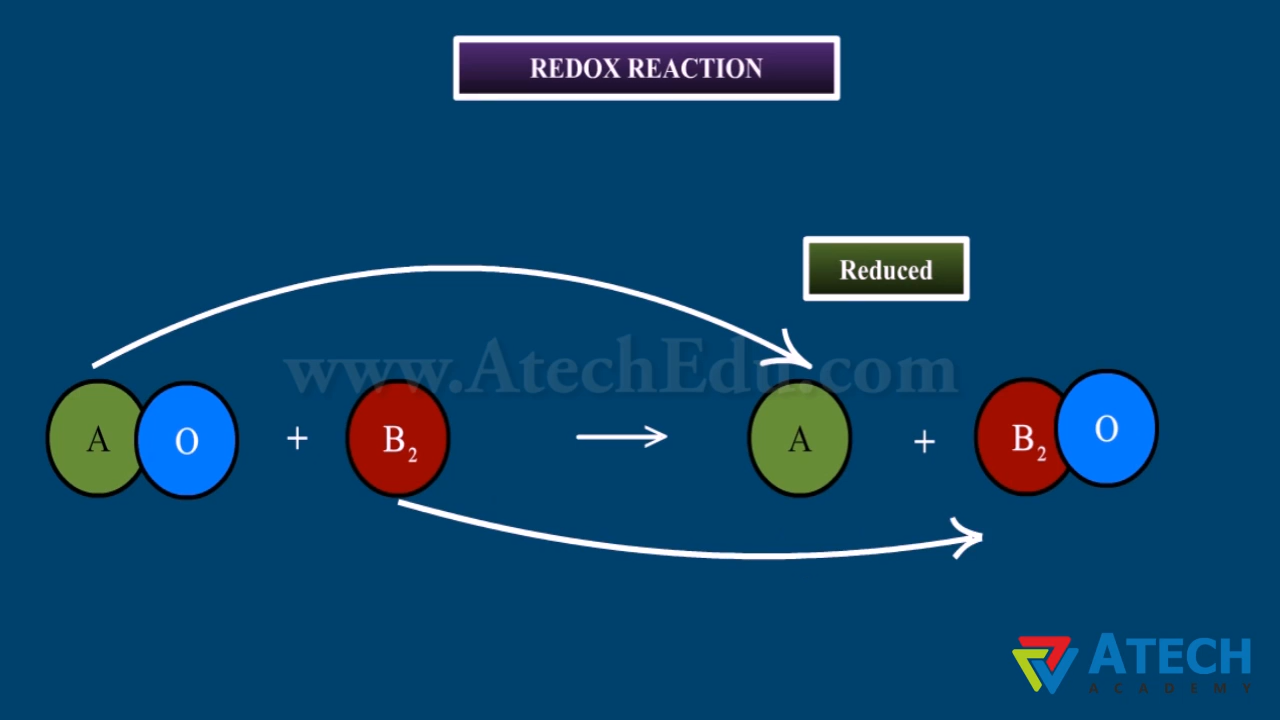 REDOX REACTION
Reduced
www.AtechEdu.com
A O + B₂ → A + B₂ O
ATECH
ACADEMY